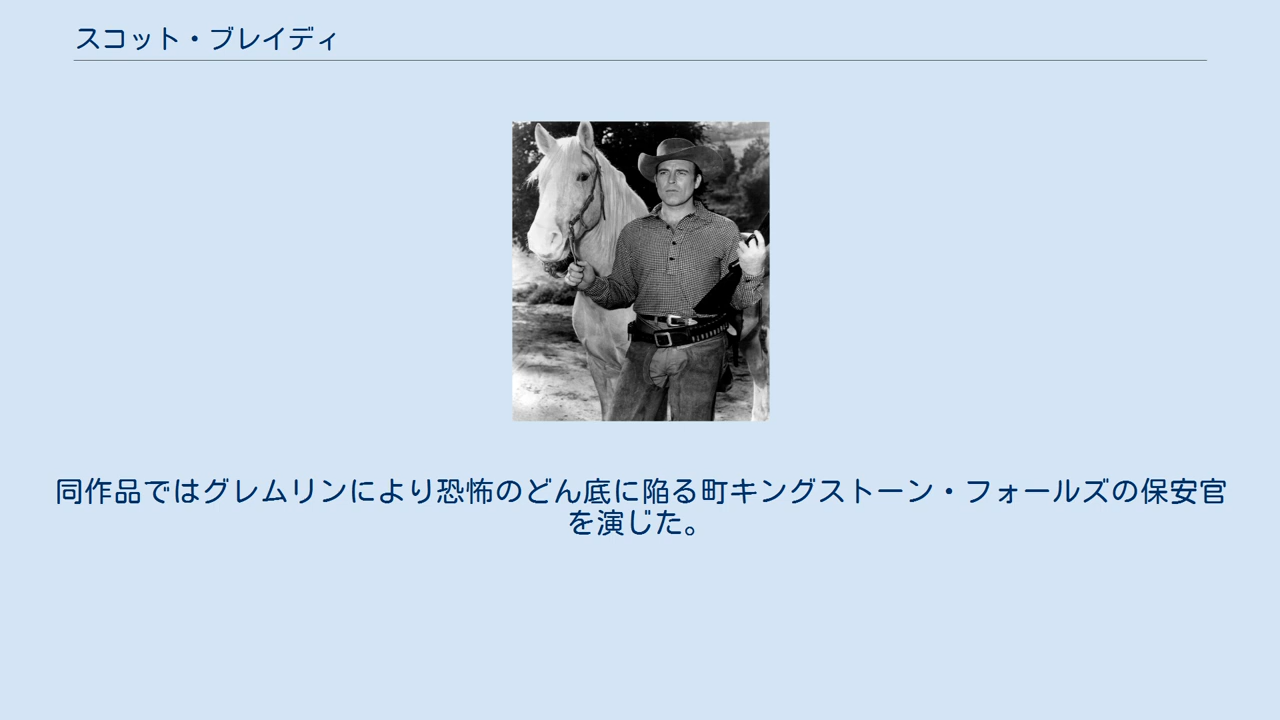 スコット・ブレイディ
同作品ではグレムリンにより恐怖のどん底に陥る町キングストーン・フォールズの保安官
を演じた。